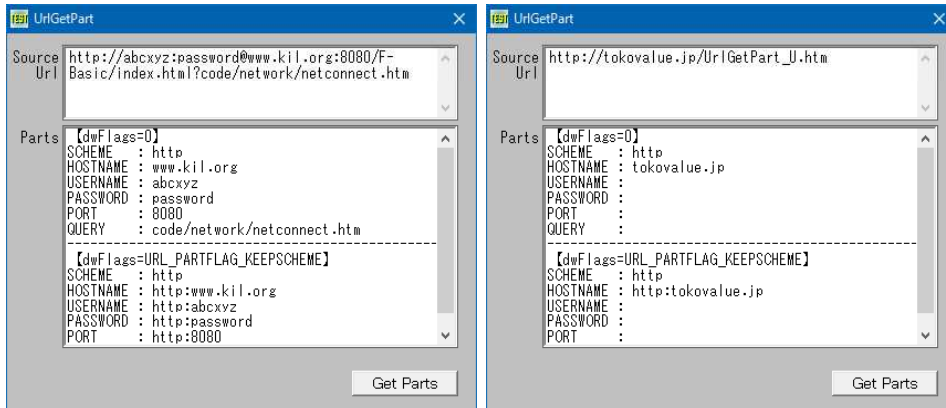 UrlGetPart
Source Url
http://abcxyz:password@www.kil.org:8080/F-
Basic/index.html?code/network/netconnect.htm
Parts
【dwFlags=0】
SCHEME : http
HOSTNAME : www.kil.org
USERNAME : abcxyz
PASSWORD : password
PORT : 8080
QUERY : code/network/netconnect.htm
------------------------------------------------
【dwFlags=URL_PARTFLAG_KEEPSCHEME】
SCHEME : http
HOSTNAME : http:www.kil.org
USERNAME : http:abcxyz
PASSWORD : http:password
PORT : http:8080
Get Parts
UrlGetPart
Source Url
http://tokovalue.jp/UrlGetPart_U.htm
Parts
【dwFlags=0】
SCHEME : http
HOSTNAME : tokovalue.jp
USERNAME :
PASSWORD :
PORT :
QUERY :
------------------------------------------------
【dwFlags=URL_PARTFLAG_KEEPSCHEME】
SCHEME : http
HOSTNAME : http:tokovalue.jp
USERNAME :
PASSWORD :
PORT :
Get Parts